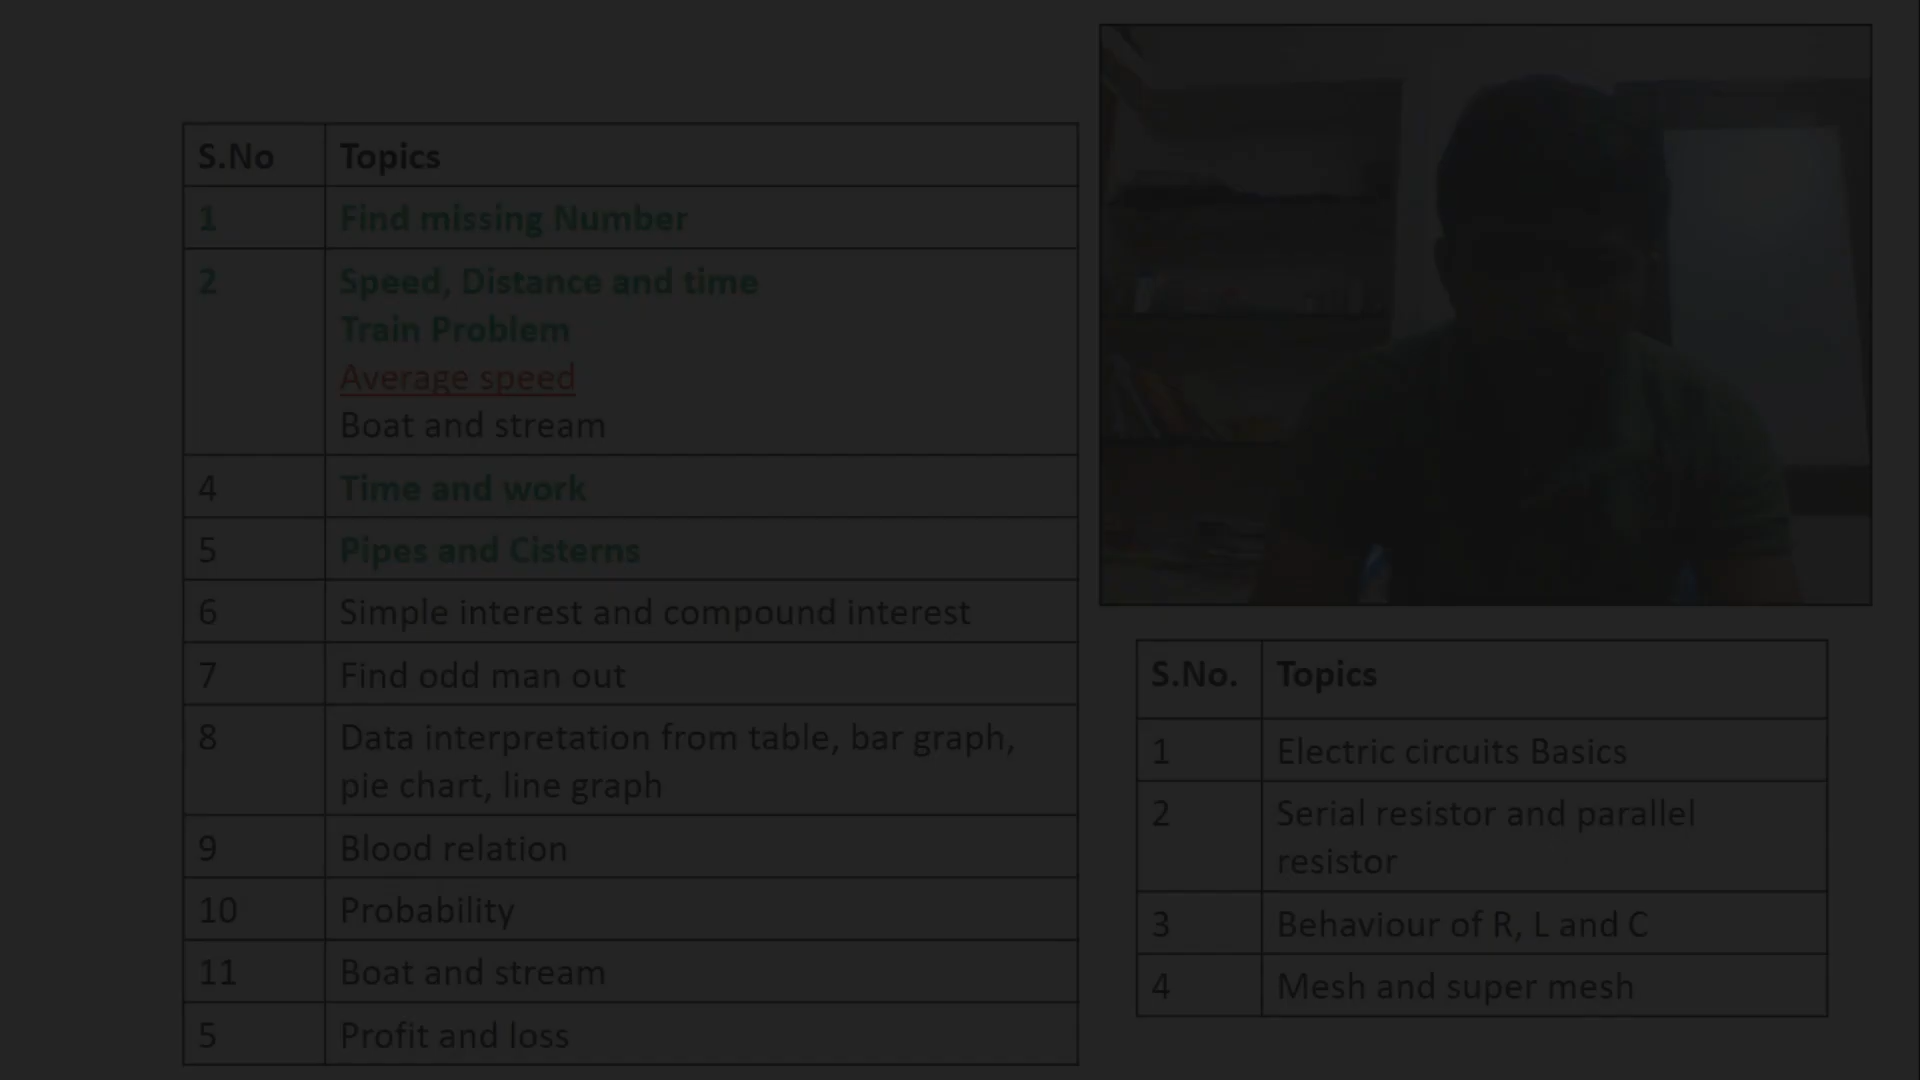 S.No Topics
1 Find missing Number
2 Speed, Distance and time
Train Problem
Average speed
Boat and stream
4 Time and work
5 Pipes and Cisterns
6 Simple interest and compound interest
7 Find odd man out
8 Data interpretation from table, bar graph,
pie chart, line graph
9 Blood relation
10 Probability
11 Boat and stream
5 Profit and loss
S.No. Topics
1 Electric circuits Basics
2 Serial resistor and parallel
resistor
3 Behaviour of R, L and C
4 Mesh and super mesh